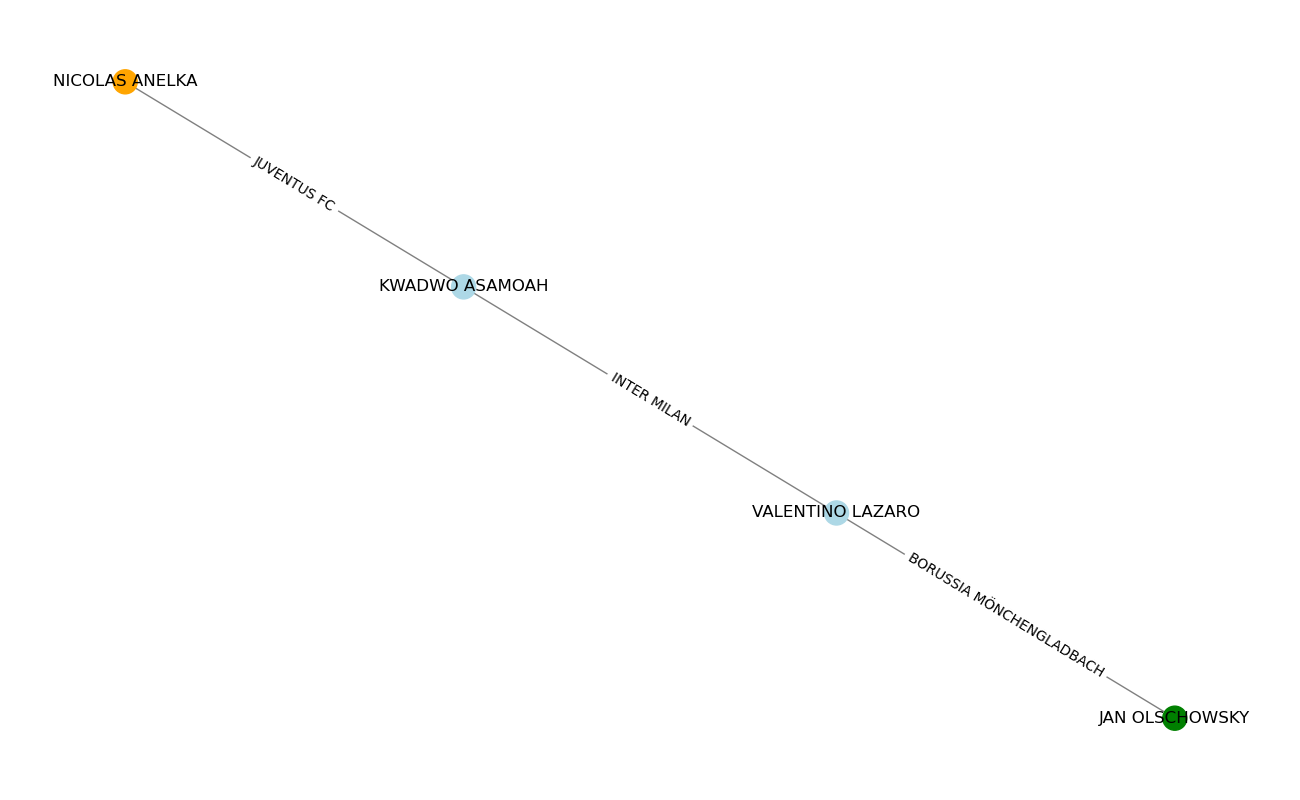 NICOLAS ANELKA
JUVENTUS FC
KWADWO ASAMOAH
INTER MILAN
VALENTINO LAZARO
BORUSSIA MÖNCHENGLADBACH
JAN OLSCHOWSKY